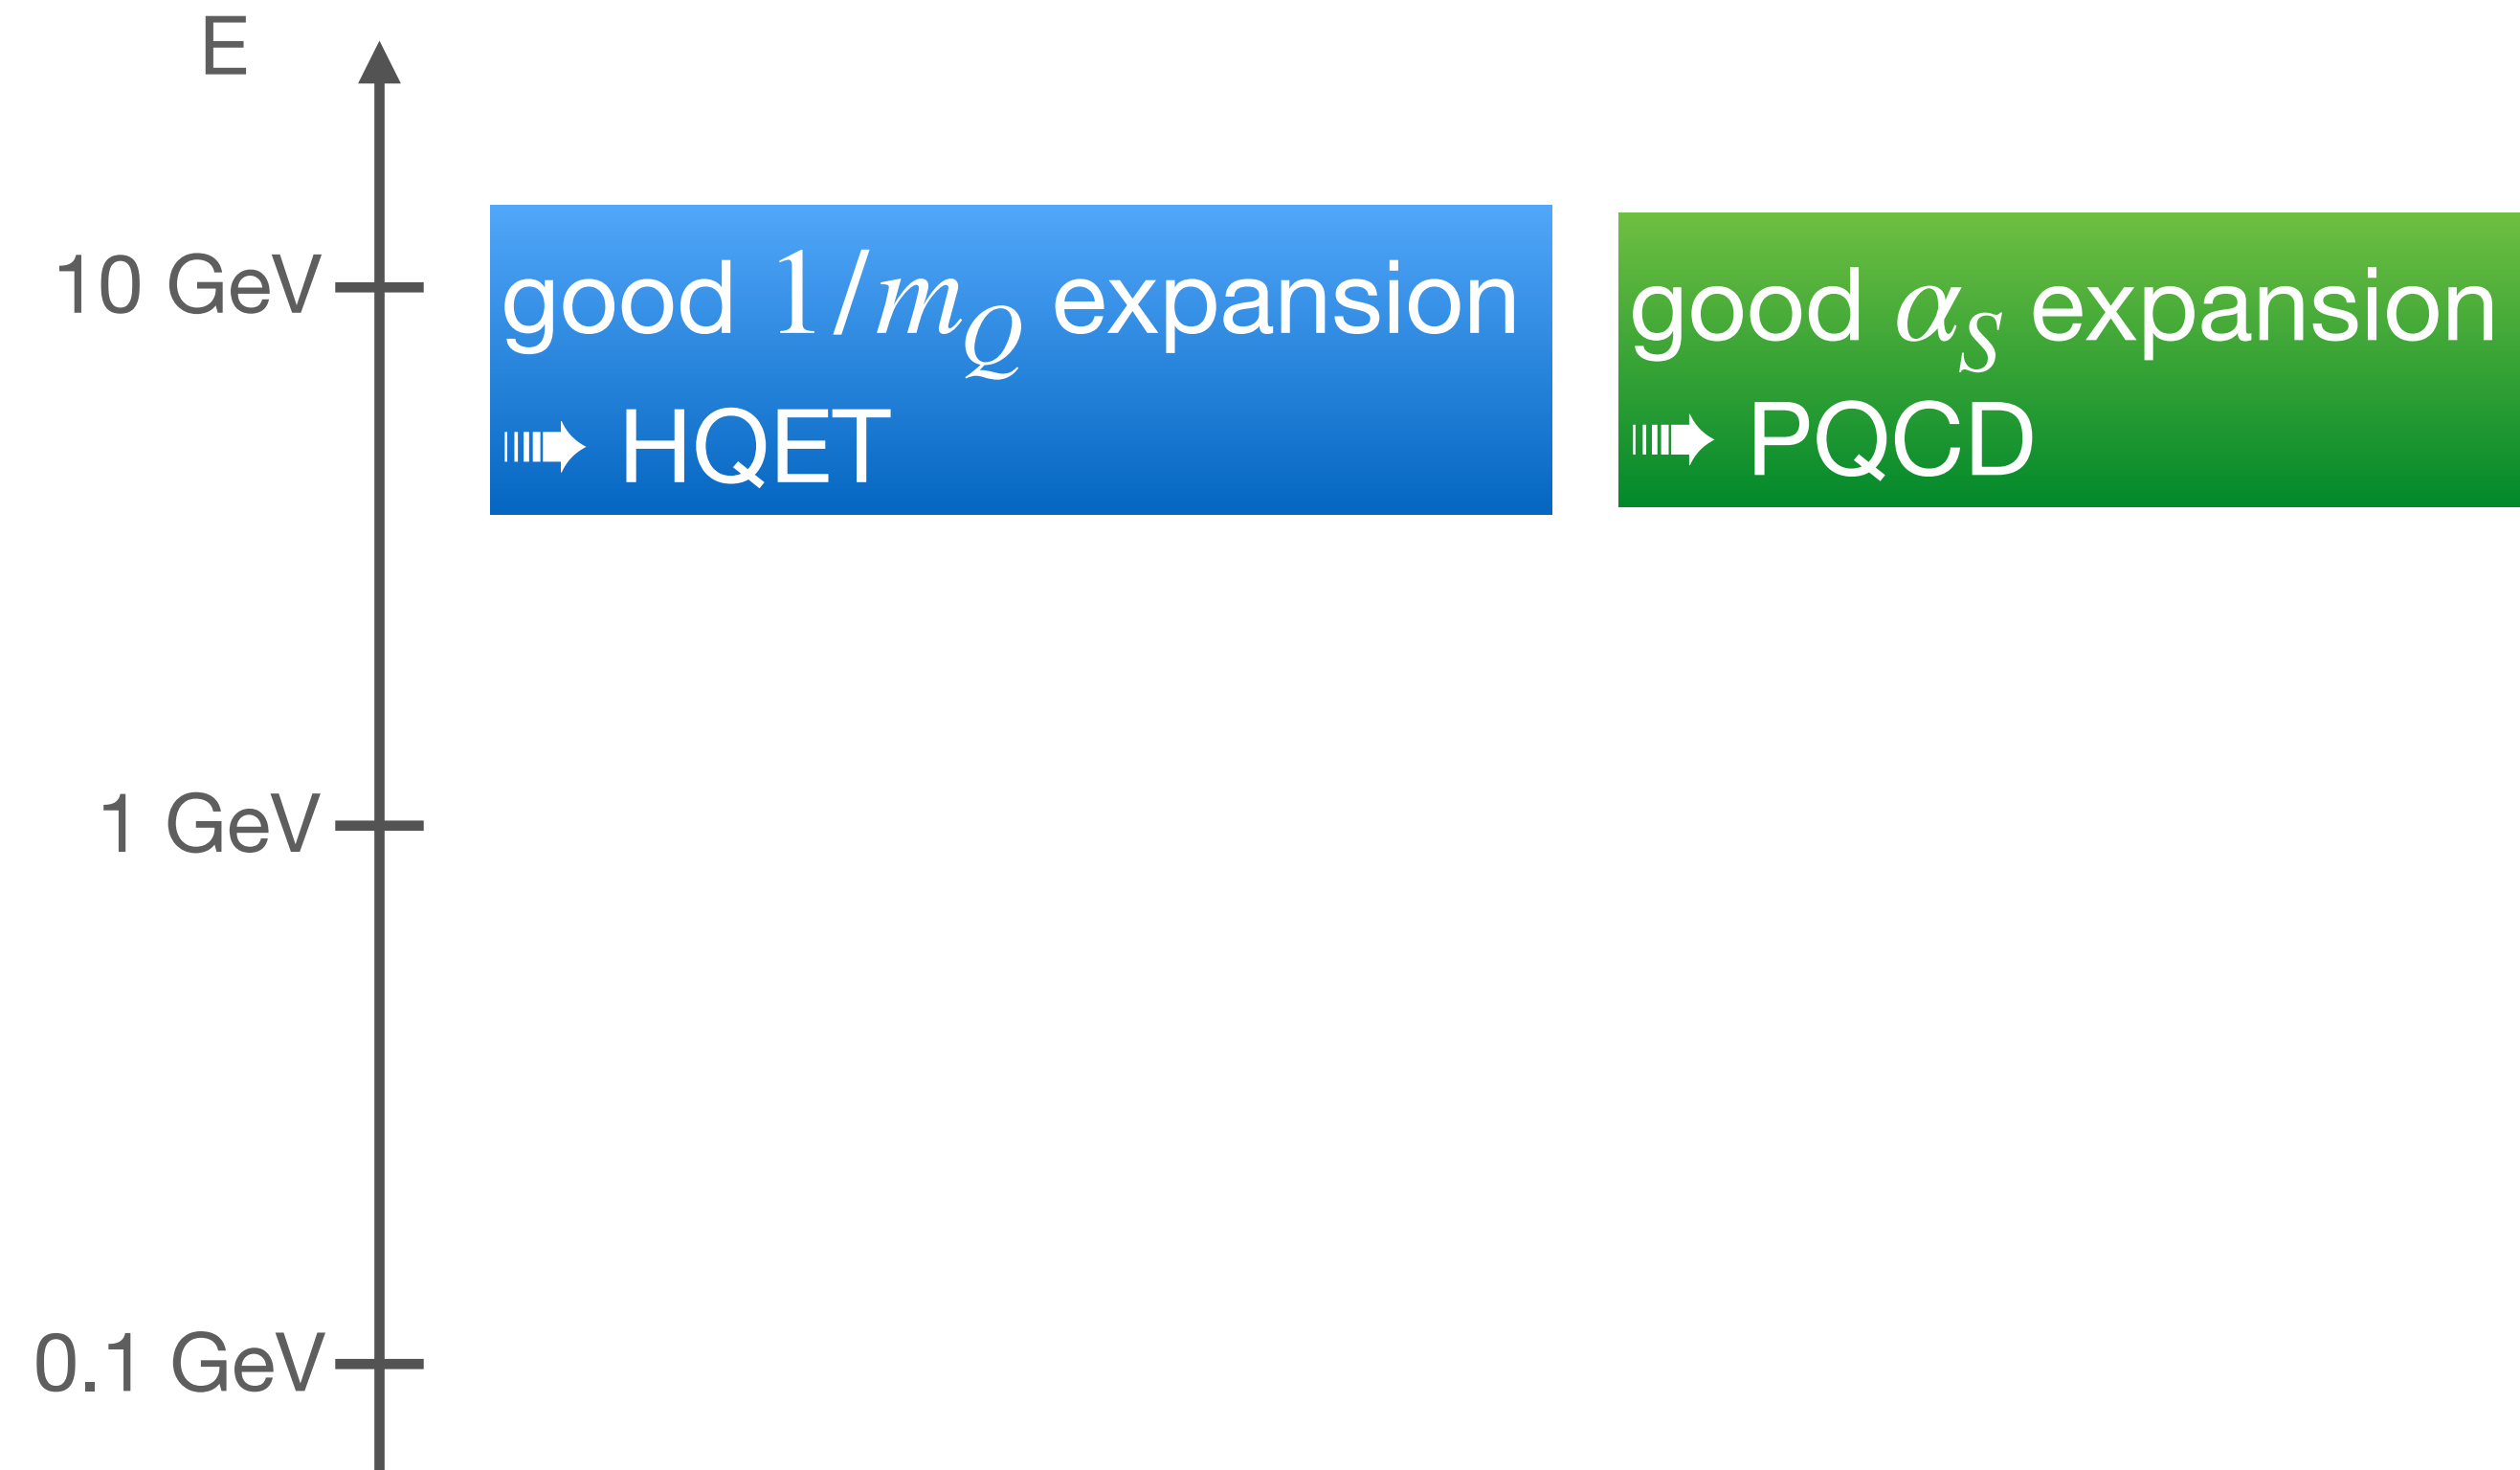 E
10 GeV
good 1/m_Q expansion
➠ HQET
good α_S expansion
➠ PQCD
1 GeV
0.1 GeV